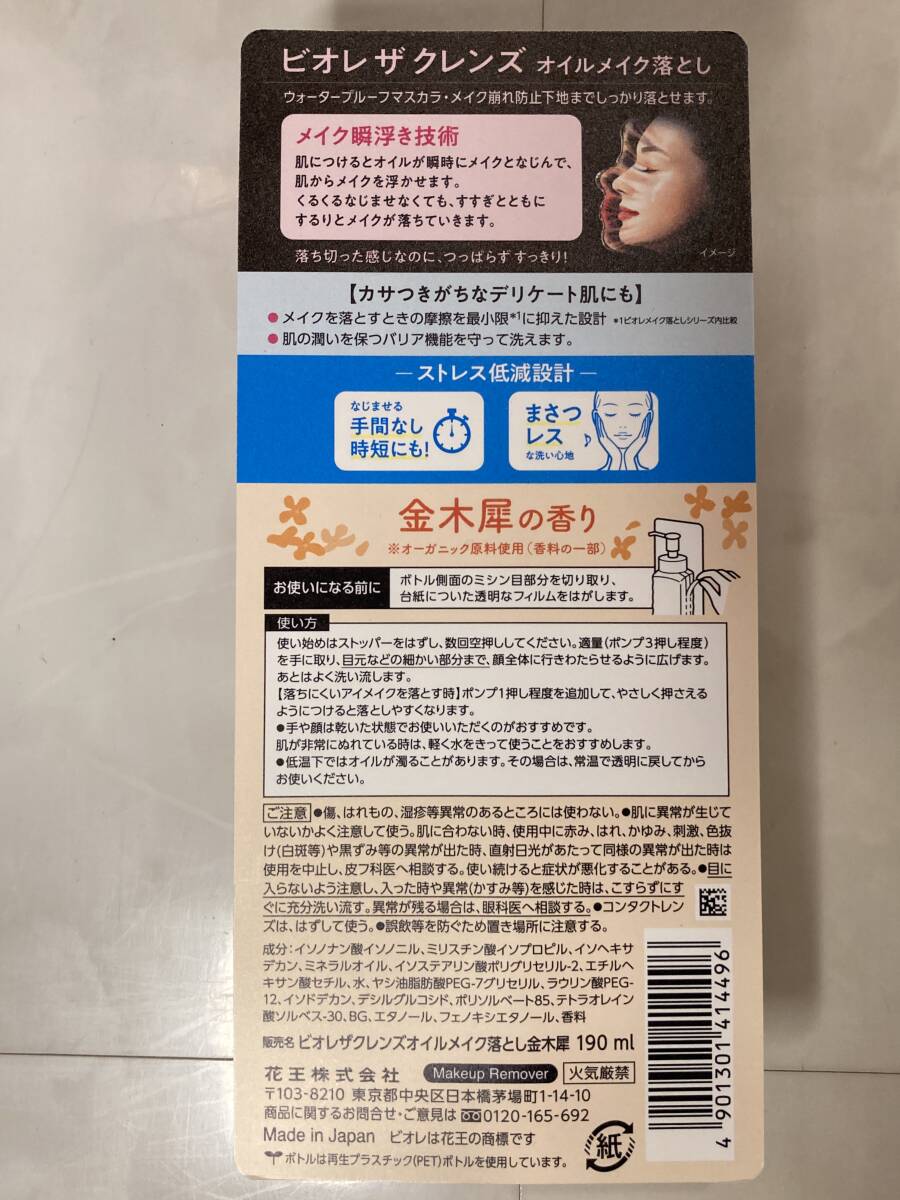 ビオレ ザ クレンズ オイルメイク落とし
ウォータープルーフマスカラ・メイク崩れ防止下地までしっかり落とせます。
メイク瞬浮き技術
肌につけるとオイルが瞬時にメイクとなじんで、
肌からメイクを浮かせます。
くるくるなじませなくても、すすぎとともに
するりとメイクが落ちていきます。
イメージ
落ち切った感じなのに、つっぱらず すっきり!
【カサつきがちなデリケート肌にも】
●メイクを落とすときの摩擦を最小限*1に抑えた設計 *1ビオレメイク落としシリーズ内比較
●肌の潤いを保つバリア機能を守って洗えます。
ストレス低減設計
なじませる
手間なし
時短にも!
まさつ
レス
な洗い心地
金木犀の香り
※オーガニック原料使用(香料の一部)
お使いになる前に
ボトル側面のミシン目部分を切り取り、
台紙についた透明なフィルムをはがします。
使い方
使い始めはストッパーをはずし、数回空押ししてください。適量(ポンプ3押し程度)
を手に取り、目元などの細かい部分まで、顔全体に行きわたらせるように広げます。
あとはよく洗い流します。
【落ちにくいアイメイクを落とす時】ポンプ1押し程度を追加して、やさしく押さえる
ようにつけると落としやすくなります。
●手や顔は乾いた状態でお使いいただくのがおすすめです。
肌が非常にぬれている時は、軽く水をきって使うことをおすすめします。
●低温下ではオイルが濁ることがあります。その場合は、常温で透明に戻してから
お使いください。
ご注意 ●傷、はれもの、湿疹等異常のあるところには使わない。●肌に異常が生じて
いないかよく注意して使う。肌に合わない時、使用中に赤み、はれ、かゆみ、刺激、色抜
け(白斑等)や黒ずみ等の異常が出た時、直射日光があたって同様の異常が出た時は
使用を中止し、皮フ科医へ相談する。使い続けると症状が悪化することがある。●目に
入らないよう注意し、入った時や異常(かすみ等)を感じた時は、こすらずにす
ぐに充分洗い流す。異常が残る場合は、眼科医へ相談する。●コンタクトレン
ズは、はずして使う。●誤飲等を防ぐため置き場所に注意する。
成分:イソノナン酸イソノニル、ミリスチン酸イソプロピル、イソヘキサ
デカン、ミネラルオイル、イソステアリン酸ポリグリセリル-2、エチルヘ
キサン酸セチル、水、ヤシ油脂肪酸PEG-7グリセリル、ラウリン酸PEG-
12、イソドデカン、デシルグルコシド、ポリソルベート85、テトラオレイン
酸ソルベス-30、BG、エタノール、フェノキシエタノール、香料
販売名 ビオレザクレンズオイルメイク落とし金木犀 190 ml
花王株式会社 Makeup Remover 火気厳禁
〒103-8210 東京都中央区日本橋茅場町1-14-10
商品に関するお問合せ・ご意見は 0120-165-692
Made in Japan ビオレは花王の商標です
ボトルは再生プラスチック(PET)ボトルを使用しています。
紙
4 901301 414496